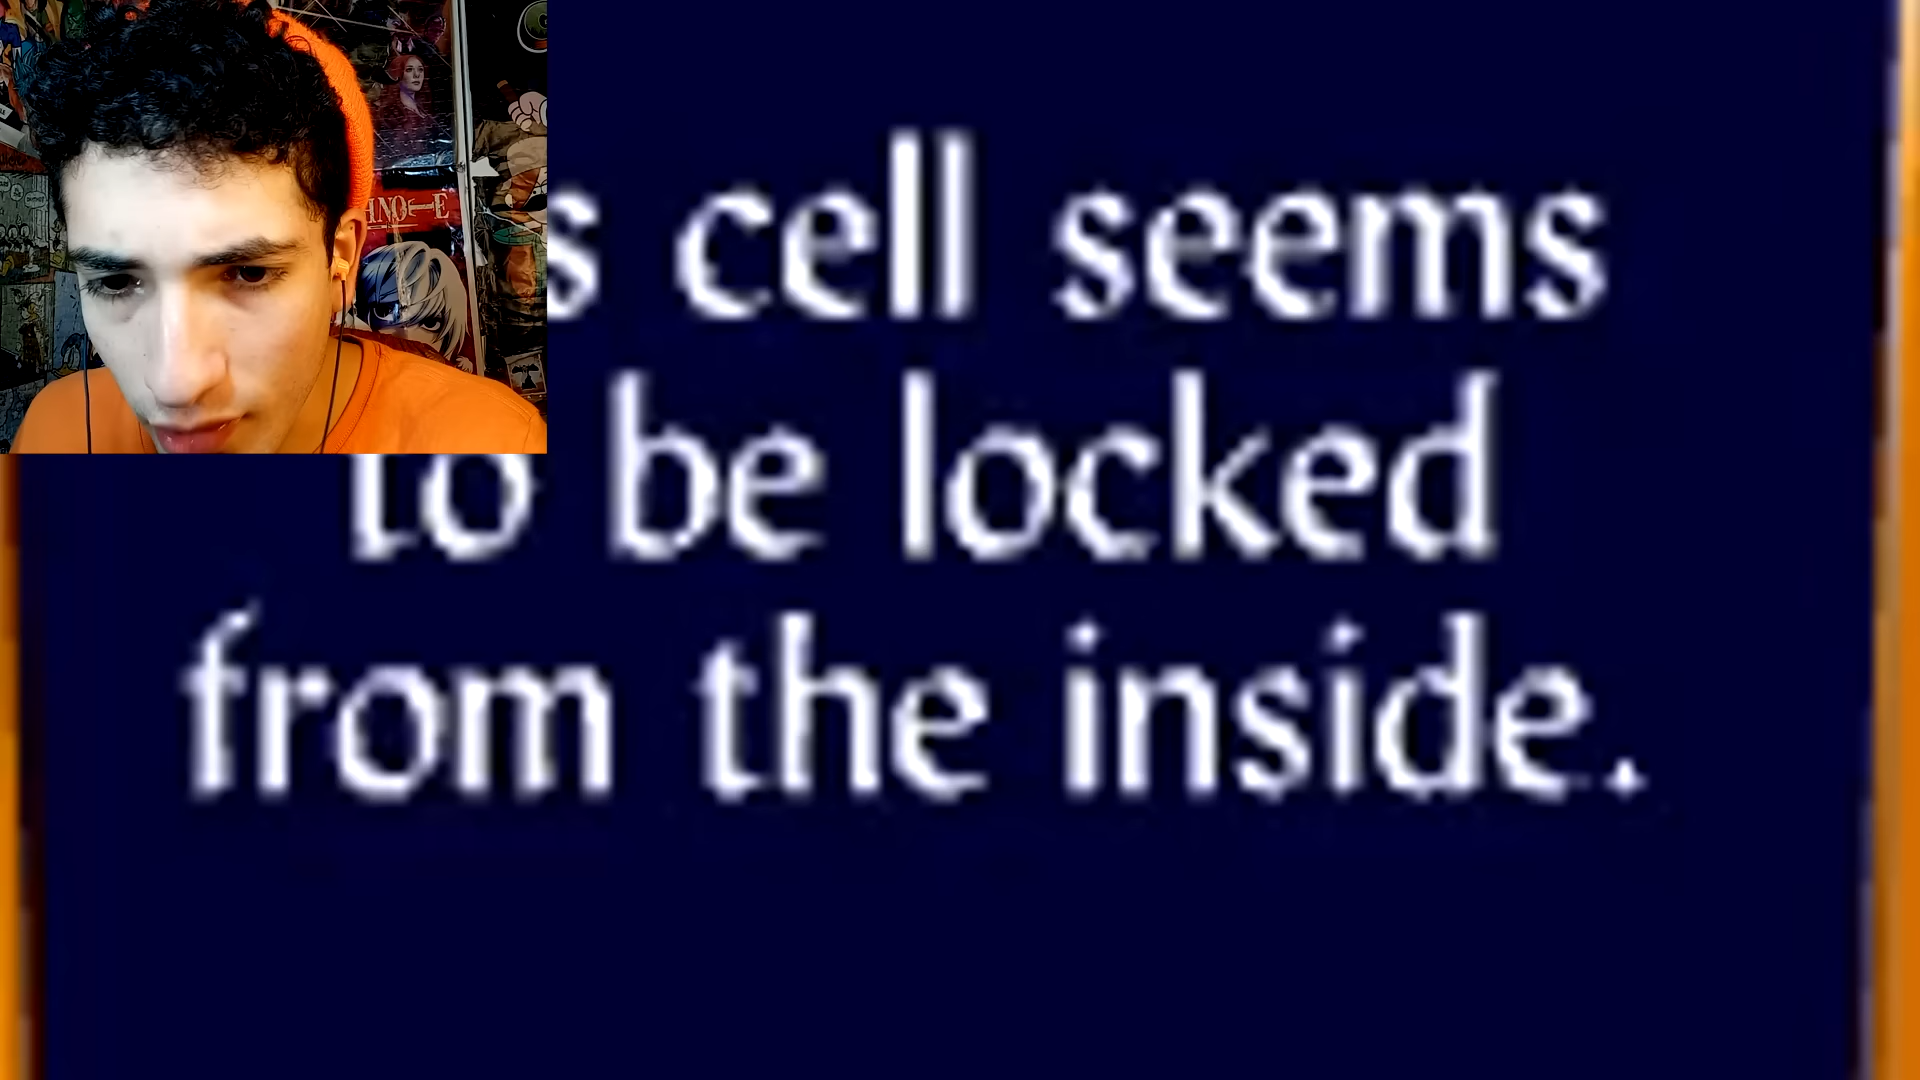 s cell seems
to be locked
from the inside.